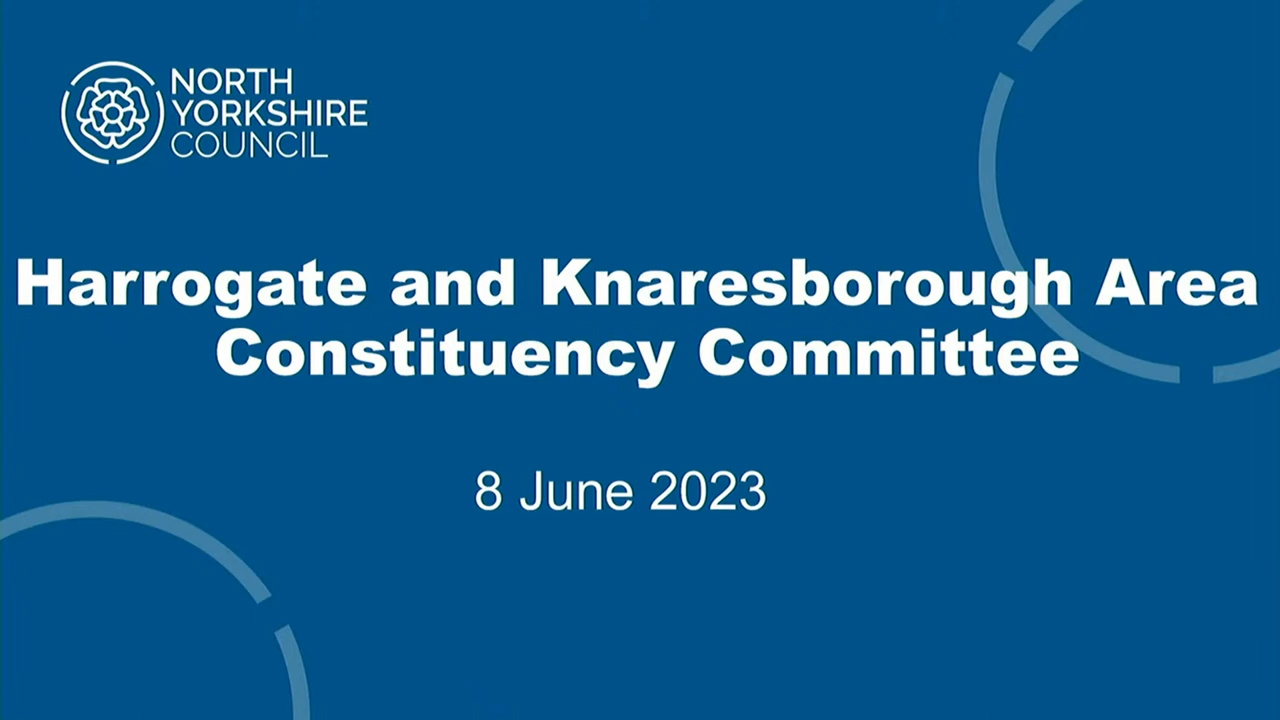 NORTH
YORKSHIRE
COUNCIL
Harrogate and Knaresborough Area
Constituency Committee
8 June 2023